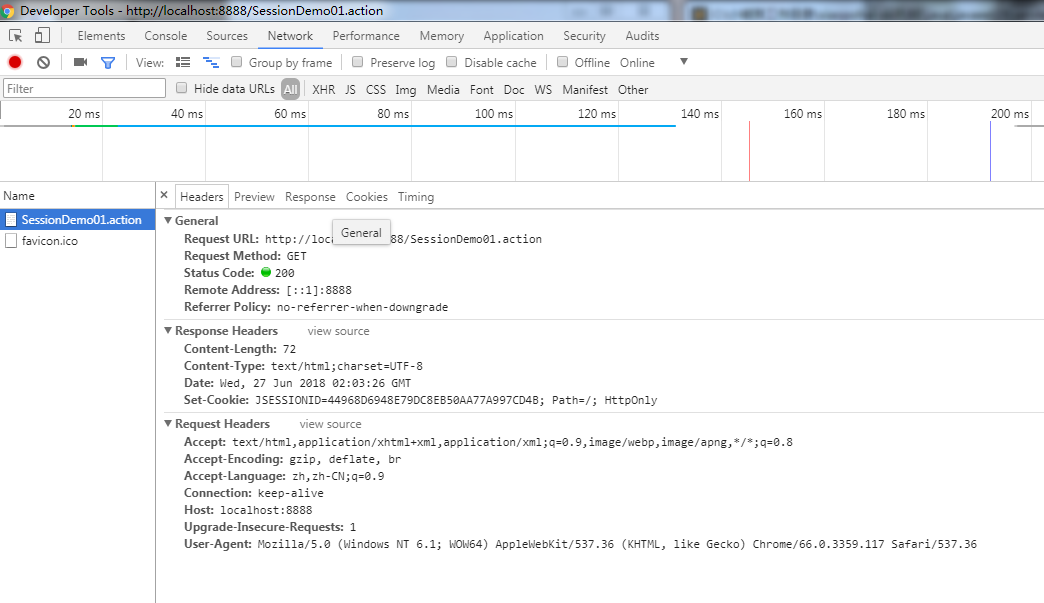 Developer Tools - http://localhost:8888/SessionDemo01.action
Elements Console Sources Network Performance Memory Application Security Audits
View: Group by frame Preserve log Disable cache Offline Online
Filter Hide data URLs All XHR JS CSS Img Media Font Doc WS Manifest Other
20 ms 40 ms 60 ms 80 ms 100 ms 120 ms 140 ms 160 ms 180 ms 200 ms
Name
SessionDemo01.action
favicon.ico
× Headers Preview Response Cookies Timing
General
Request URL: http://loc 88/SessionDemo01.action
General
Request Method: GET
Status Code: 200
Remote Address: [::1]:8888
Referrer Policy: no-referrer-when-downgrade
Response Headers view source
Content-Length: 72
Content-Type: text/html;charset=UTF-8
Date: Wed, 27 Jun 2018 02:03:26 GMT
Set-Cookie: JSESSIONID=44968D6948E79DC8EB50AA77A997CD4B; Path=/; HttpOnly
Request Headers view source
Accept: text/html,application/xhtml+xml,application/xml;q=0.9,image/webp,image/apng,*/*;q=0.8
Accept-Encoding: gzip, deflate, br
Accept-Language: zh,zh-CN;q=0.9
Connection: keep-alive
Host: localhost:8888
Upgrade-Insecure-Requests: 1
User-Agent: Mozilla/5.0 (Windows NT 6.1; WOW64) AppleWebKit/537.36 (KHTML, like Gecko) Chrome/66.0.3359.117 Safari/537.36